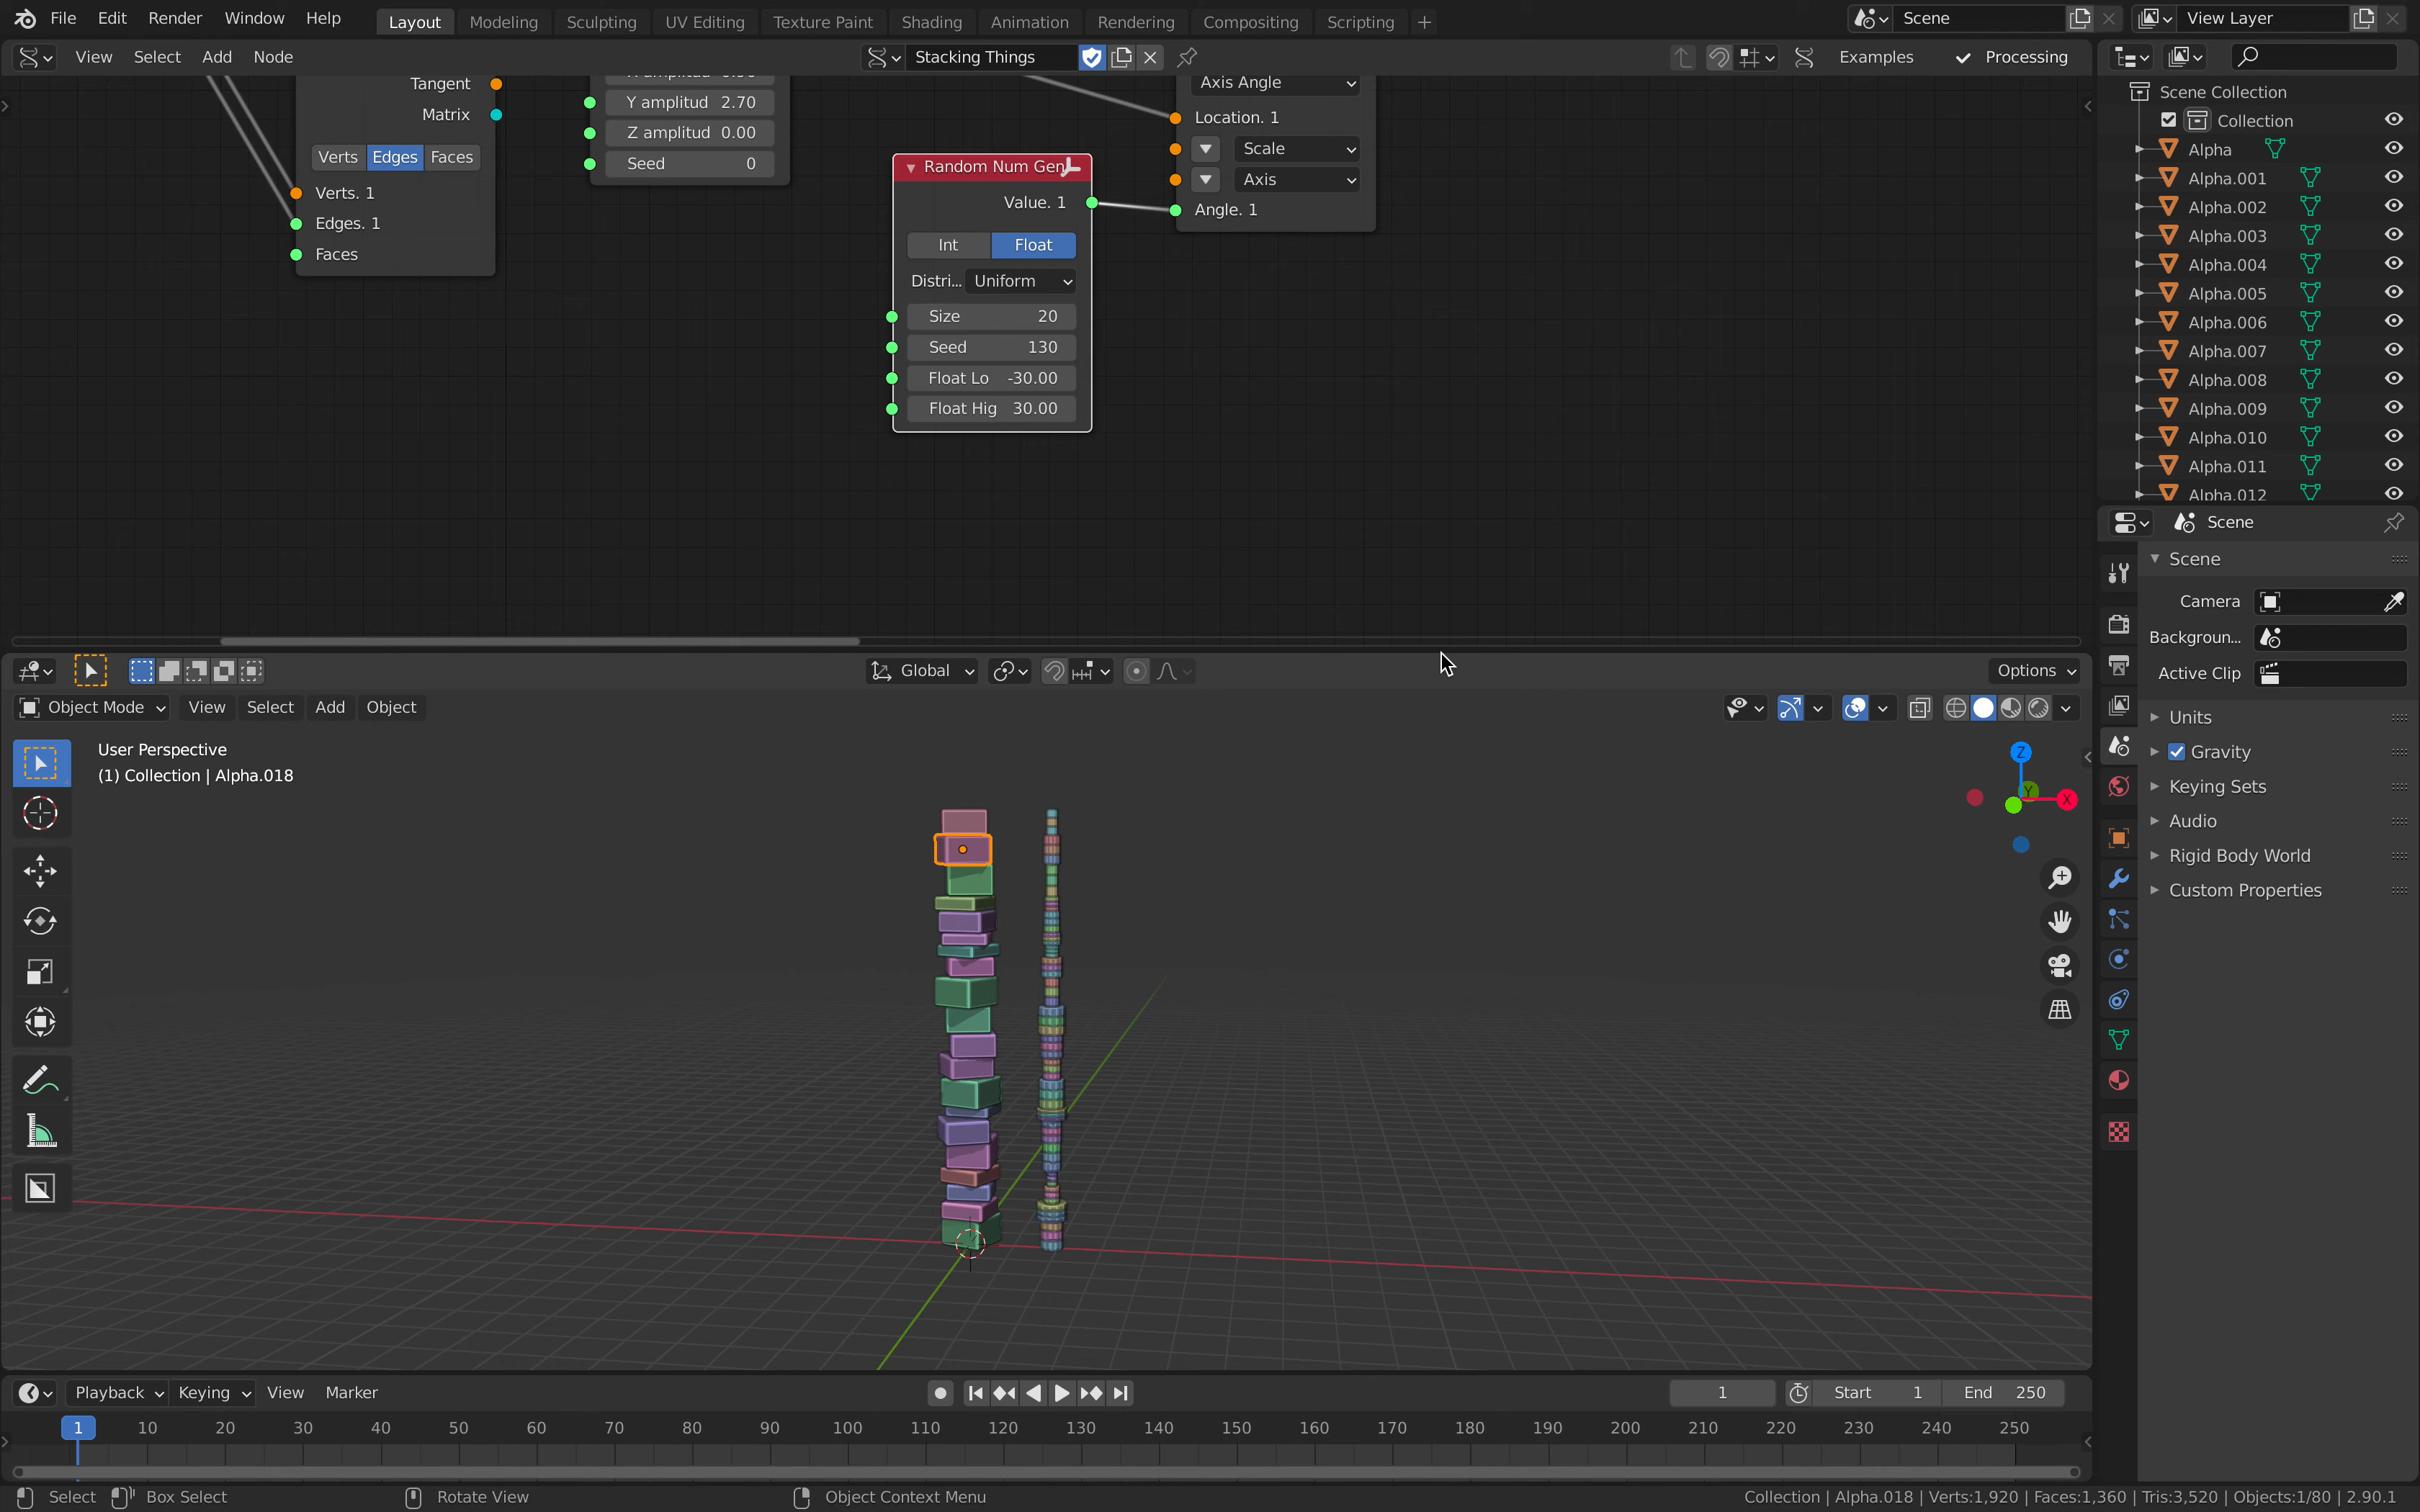 File Edit Render Window Help Layout Modeling Sculpting UV Editing Texture Paint Shading Animation Rendering Compositing Scripting + Scene View Layer
View Select Add Node Stacking Things Examples Processing
Tangent
Matrix
Verts Edges Faces
Verts. 1
Edges. 1
Faces
Y amplitud 2.70
Z amplitud 0.00
Seed 0
Random Num Gen
Value. 1
Int Float
Distri... Uniform
Size 20
Seed 130
Float Lo -30.00
Float Hig 30.00
Axis Angle
Location. 1
Scale
Axis
Angle. 1
Scene Collection
Collection
Alpha
Alpha.001
Alpha.002
Alpha.003
Alpha.004
Alpha.005
Alpha.006
Alpha.007
Alpha.008
Alpha.009
Alpha.010
Alpha.011
Alpha.012
Scene
Scene
Camera
Backgroun...
Active Clip
Units
Gravity
Keying Sets
Audio
Rigid Body World
Custom Properties
Global Options
Object Mode View Select Add Object
User Perspective
(1) Collection | Alpha.018
Z
Y
X
Playback Keying View Marker 1 Start 1 End 250
1 10 20 30 40 50 60 70 80 90 100 110 120 130 140 150 160 170 180 190 200 210 220 230 240 250
Select Box Select Rotate View Object Context Menu Collection | Alpha.018 | Verts:1,920 | Faces:1,360 | Tris:3,520 | Objects:1/80 | 2.90.1